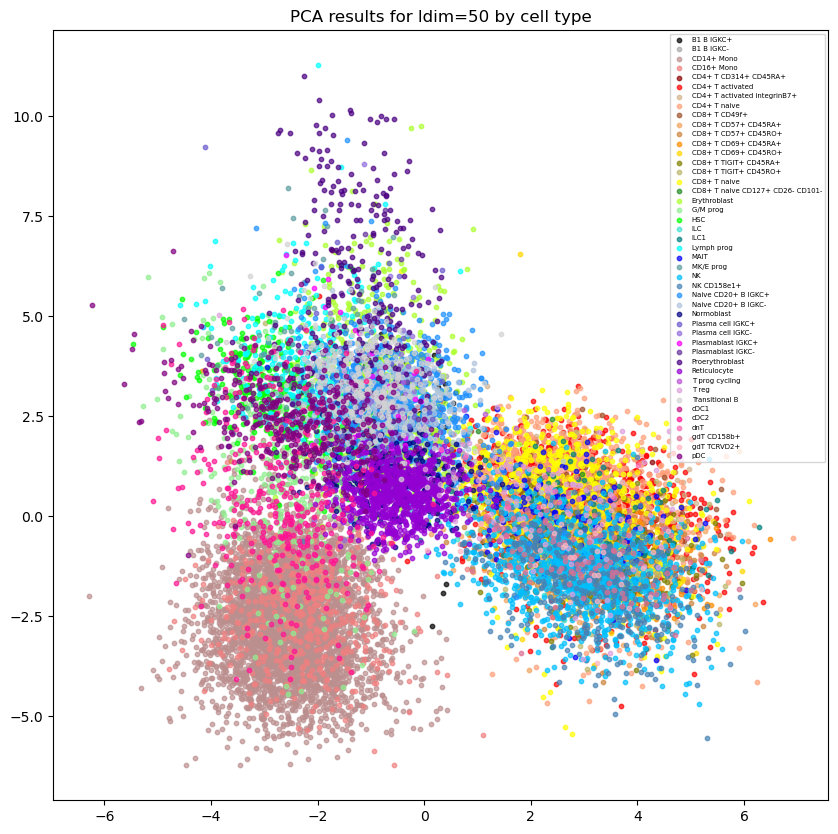 PCA results for ldim=50 by cell type
B1 B IGKC+
B1 B IGKC-
CD14+ Mono
CD16+ Mono
CD4+ T CD314+ CD45RA+
CD4+ T activated
CD4+ T activated integrinB7+
CD4+ T naive
CD8+ T CD49f+
CD8+ T CD57+ CD45RA+
CD8+ T CD57+ CD45RO+
CD8+ T CD69+ CD45RA+
CD8+ T CD69+ CD45RO+
CD8+ T TIGIT+ CD45RA+
CD8+ T TIGIT+ CD45RO+
CD8+ T naive
CD8+ T naive CD127+ CD26- CD101-
Erythroblast
G/M prog
HSC
ILC
ILC1
Lymph prog
MAIT
MK/E prog
NK
NK CD158e1+
Naive CD20+ B IGKC+
Naive CD20+ B IGKC-
Normoblast
Plasma cell IGKC+
Plasma cell IGKC-
Plasmablast IGKC+
Plasmablast IGKC-
Proerythroblast
Reticulocyte
T prog cycling
T reg
Transitional B
cDC1
cDC2
dnT
gdT CD158b+
gdT TCRVD2+
pDC
10.0
7.5
5.0
2.5
0.0
−2.5
−5.0
−6
−4
−2
0
2
4
6